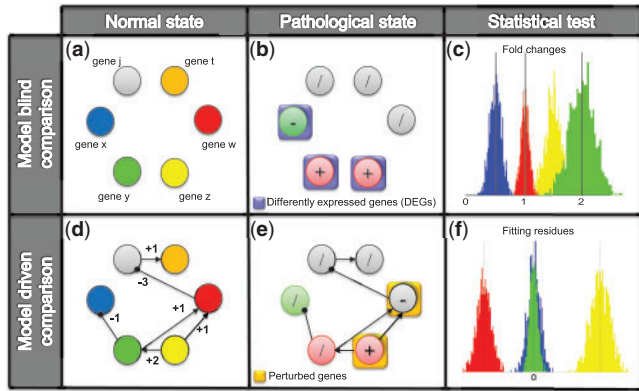 Normal state
Pathological state
Statistical test
Model blind
comparison
(a)
gene j
gene t
gene x
gene w
gene y
gene z
(b)
/
/
-
/
+
+
Differently expressed genes (DEGs)
(c)
Fold changes
0
1
2
Model driven
comparison
(d)
+1
-3
+1
-1
+1
+2
(e)
/
/
/
-
/
+
Perturbed genes
(f)
Fitting residues
0